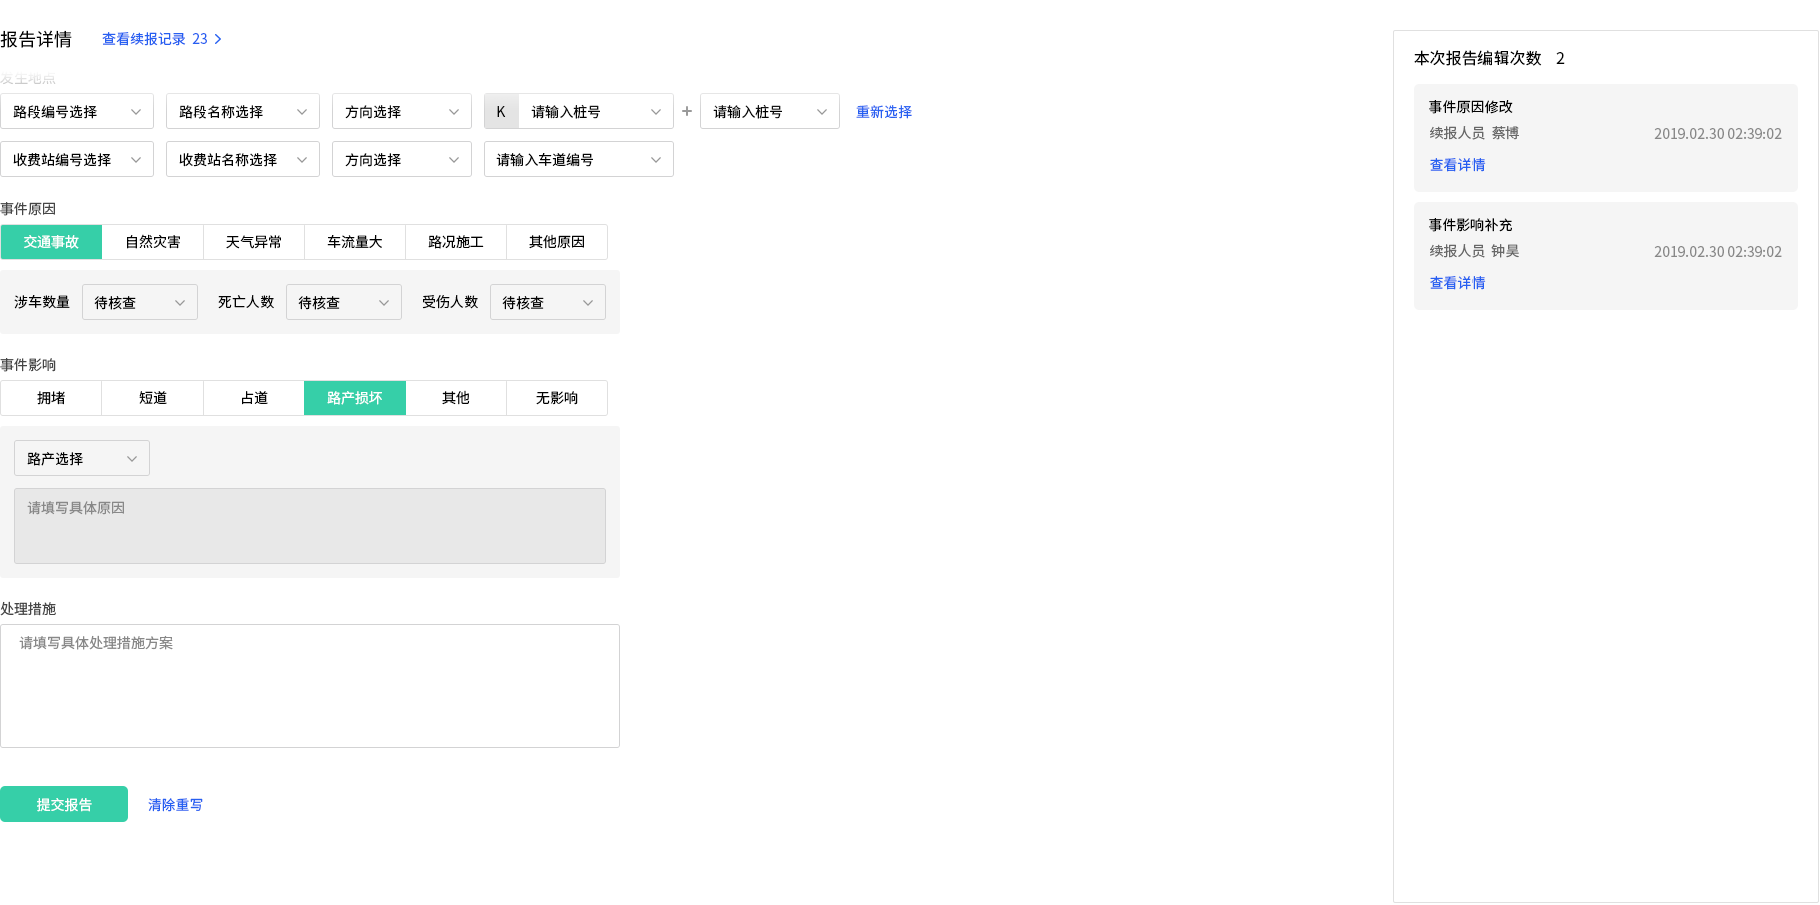 报告详情 查看续报记录 23
发生地点
路段编号选择 路段名称选择 方向选择 K 请输入桩号 + 请输入桩号 重新选择
收费站编号选择 收费站名称选择 方向选择 请输入车道编号
事件原因
交通事故 自然灾害 天气异常 车流量大 路况施工 其他原因
涉车数量 待核查 死亡人数 待核查 受伤人数 待核查
事件影响
拥堵 短道 占道 路产损坏 其他 无影响
路产选择
请填写具体原因
处理措施
请填写具体处理措施方案
提交报告 清除重写
本次报告编辑次数 2
事件原因修改
续报人员 蔡博 2019.02.30 02:39:02
查看详情
事件影响补充
续报人员 钟昊 2019.02.30 02:39:02
查看详情